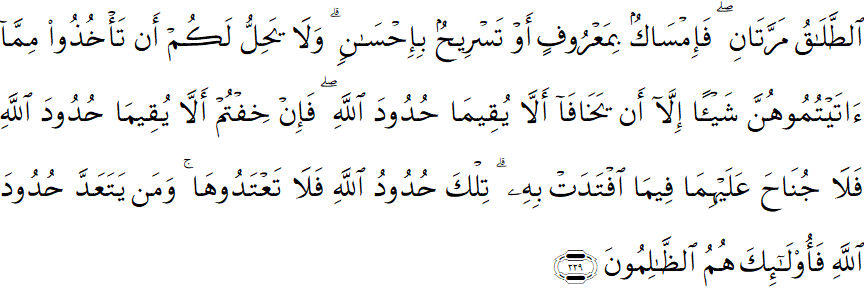 ٱلطَّلَٰقُ مَرَّتَانِۖ فَإِمۡسَاكُۢ بِمَعۡرُوفٍ أَوۡ تَسۡرِيحُۢ بِإِحۡسَٰنٖۗ وَلَا يَحِلُّ لَكُمۡ أَن تَأۡخُذُواْ مِمَّآ
ءَاتَيۡتُمُوهُنَّ شَيۡـًٔا إِلَّآ أَن يَخَافَآ أَلَّا يُقِيمَا حُدُودَ ٱللَّهِۖ فَإِنۡ خِفۡتُمۡ أَلَّا يُقِيمَا حُدُودَ ٱللَّهِ
فَلَا جُنَاحَ عَلَيۡهِمَا فِيمَا ٱفۡتَدَتۡ بِهِۦۗ تِلۡكَ حُدُودُ ٱللَّهِ فَلَا تَعۡتَدُوهَاۚ وَمَن يَتَعَدَّ حُدُودَ
ٱللَّهِ فَأُوْلَٰٓئِكَ هُمُ ٱلظَّٰلِمُونَ ٢٢٩